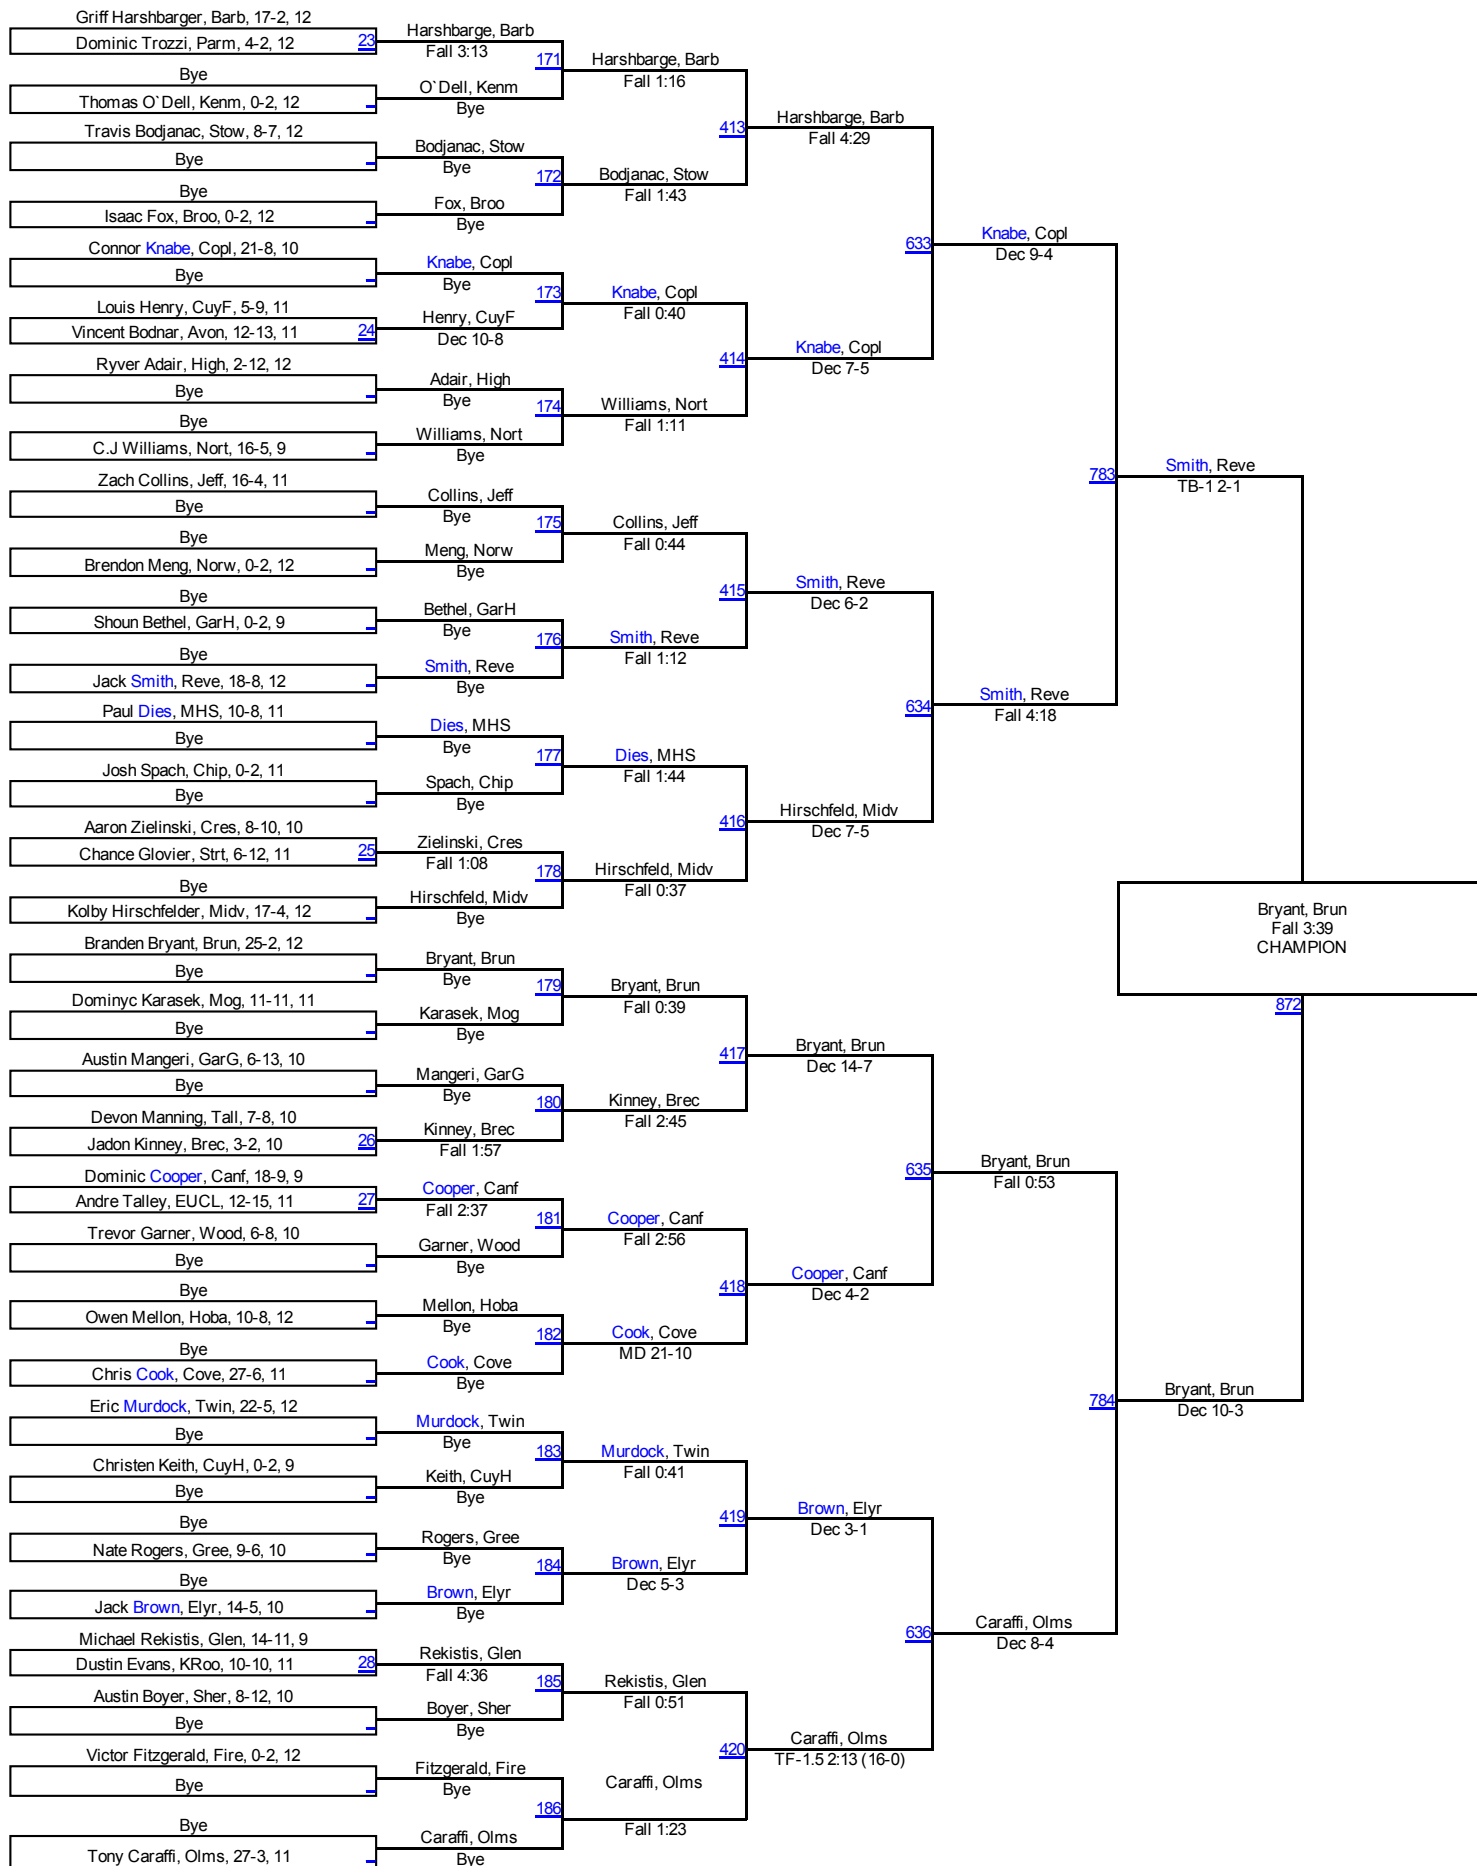 Griff Harshbarger, Barb, 17-2, 12
Dominic Trozzi, Parm, 4-2, 12
23
Bye
Thomas O`Dell, Kenm, 0-2, 12
Travis Bodjanac, Stow, 8-7, 12
Bye
Bye
Isaac Fox, Broo, 0-2, 12
Connor Knabe, Copl, 21-8, 10
Bye
Louis Henry, CuyF, 5-9, 11
Vincent Bodnar, Avon, 12-13, 11
24
Ryver Adair, High, 2-12, 12
Bye
Bye
C.J Williams, Nort, 16-5, 9
Zach Collins, Jeff, 16-4, 11
Bye
Bye
Brendon Meng, Norw, 0-2, 12
Bye
Shoun Bethel, GarH, 0-2, 9
Bye
Jack Smith, Reve, 18-8, 12
Paul Dies, MHS, 10-8, 11
Bye
Josh Spach, Chip, 0-2, 11
Bye
Aaron Zielinski, Cres, 8-10, 10
Chance Glovier, Strt, 6-12, 11
25
Bye
Kolby Hirschfelder, Midv, 17-4, 12
Branden Bryant, Brun, 25-2, 12
Bye
Dominyc Karasek, Mog, 11-11, 11
Bye
Austin Mangeri, GarG, 6-13, 10
Bye
Devon Manning, Tall, 7-8, 10
Jadon Kinney, Brec, 3-2, 10
26
Dominic Cooper, Canf, 18-9, 9
Andre Talley, EUCL, 12-15, 11
27
Trevor Garner, Wood, 6-8, 10
Bye
Bye
Owen Mellon, Hoba, 10-8, 12
Bye
Chris Cook, Cove, 27-6, 11
Eric Murdock, Twin, 22-5, 12
Bye
Christen Keith, CuyH, 0-2, 9
Bye
Bye
Nate Rogers, Gree, 9-6, 10
Bye
Jack Brown, Elyr, 14-5, 10
Michael Rekistis, Glen, 14-11, 9
Dustin Evans, KRoo, 10-10, 11
28
Austin Boyer, Sher, 8-12, 10
Bye
Victor Fitzgerald, Fire, 0-2, 12
Bye
Bye
Tony Caraffi, Olms, 27-3, 11
Harshbarge, Barb
Fall 3:13
171
O`Dell, Kenm
Bye
Bodjanac, Stow
Bye
172
Fox, Broo
Bye
Knabe, Copl
Bye
173
Henry, CuyF
Dec 10-8
Adair, High
Bye
174
Williams, Nort
Bye
Collins, Jeff
Bye
175
Meng, Norw
Bye
Bethel, GarH
Bye
176
Smith, Reve
Bye
Dies, MHS
Bye
177
Spach, Chip
Bye
Zielinski, Cres
Fall 1:08
178
Hirschfeld, Midv
Bye
Bryant, Brun
Bye
179
Karasek, Mog
Bye
Mangeri, GarG
Bye
180
Kinney, Brec
Fall 1:57
Cooper, Canf
Fall 2:37
181
Garner, Wood
Bye
Mellon, Hoba
Bye
182
Cook, Cove
Bye
Murdock, Twin
Bye
183
Keith, CuyH
Bye
Rogers, Gree
Bye
184
Brown, Elyr
Bye
Rekistis, Glen
Fall 4:36
185
Boyer, Sher
Bye
Fitzgerald, Fire
Bye
186
Caraffi, Olms
Bye
Harshbarge, Barb
Fall 1:16
413
Bodjanac, Stow
Fall 1:43
Knabe, Copl
Fall 0:40
414
Williams, Nort
Fall 1:11
Collins, Jeff
Fall 0:44
415
Smith, Reve
Fall 1:12
Dies, MHS
Fall 1:44
416
Hirschfeld, Midv
Fall 0:37
Bryant, Brun
Fall 0:39
417
Kinney, Brec
Fall 2:45
Cooper, Canf
Fall 2:56
418
Cook, Cove
MD 21-10
Murdock, Twin
Fall 0:41
419
Brown, Elyr
Dec 5-3
Rekistis, Glen
Fall 0:51
420
Caraffi, Olms
Fall 1:23
Harshbarge, Barb
Fall 4:29
633
Knabe, Copl
Dec 7-5
Smith, Reve
Dec 6-2
634
Hirschfeld, Midv
Dec 7-5
Bryant, Brun
Dec 14-7
635
Cooper, Canf
Dec 4-2
Brown, Elyr
Dec 3-1
636
Caraffi, Olms
TF-1.5 2:13 (16-0)
Knabe, Copl
Dec 9-4
783
Smith, Reve
Fall 4:18
Bryant, Brun
Fall 0:53
784
Caraffi, Olms
Dec 8-4
Smith, Reve
TB-1 2-1
Bryant, Brun
Dec 10-3
Bryant, Brun
Fall 3:39
CHAMPION
872